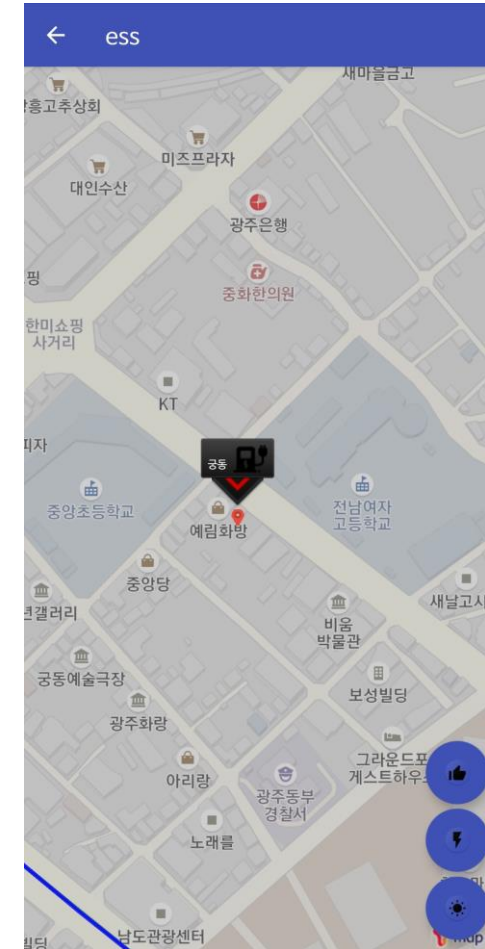 ess
새마을금고
흥고추상회
미즈프라자
대인수산
광주은행
핑
중화한의원
한미쇼핑
사거리
KT
피자
궁동
중앙초등학교
전남여자
고등학교
예림화방
중앙당
새날고시
갤러리
비움
박물관
궁동예술극장
보성빌딩
광주화랑
그라운드포
게스트하우스
아리랑
광주동부
경찰서
노래를
빌딩
남도관광센터
map